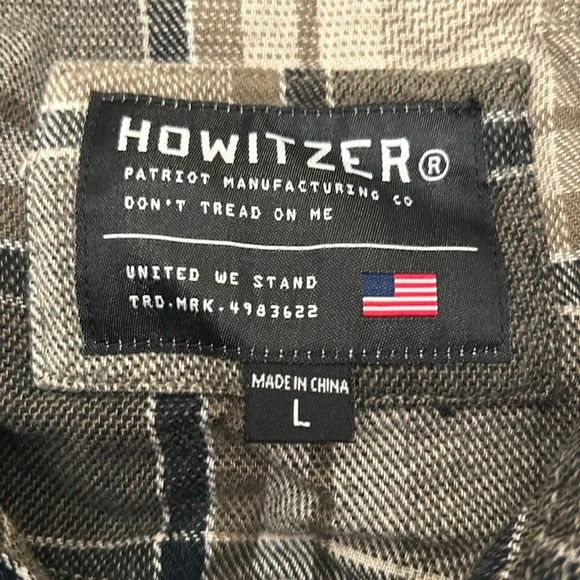 HOWITZER®
PATRIOT MANUFACTURING CO
DON'T TREAD ON ME
UNITED WE STAND
TRD.MRK.4983622
MADE IN CHINA
L